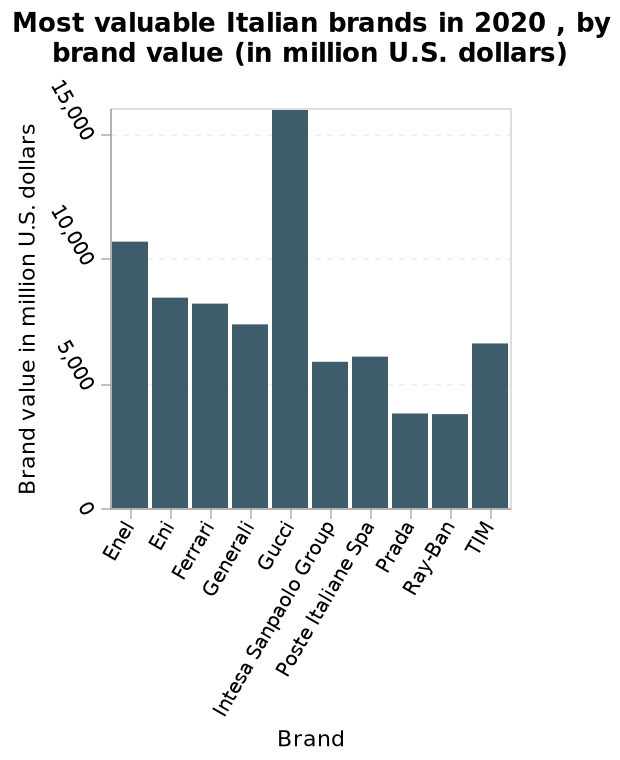 Most valuable Italian brands in 2020 , by
brand value (in million U.S. dollars)
Brand value in million U.S. dollars
15,000
10,000
5,000
0
Enel
Eni
Ferrari
Generali
Gucci
Intesa Sanpaolo Group
Poste Italiane Spa
Prada
Ray-Ban
TIM
Brand